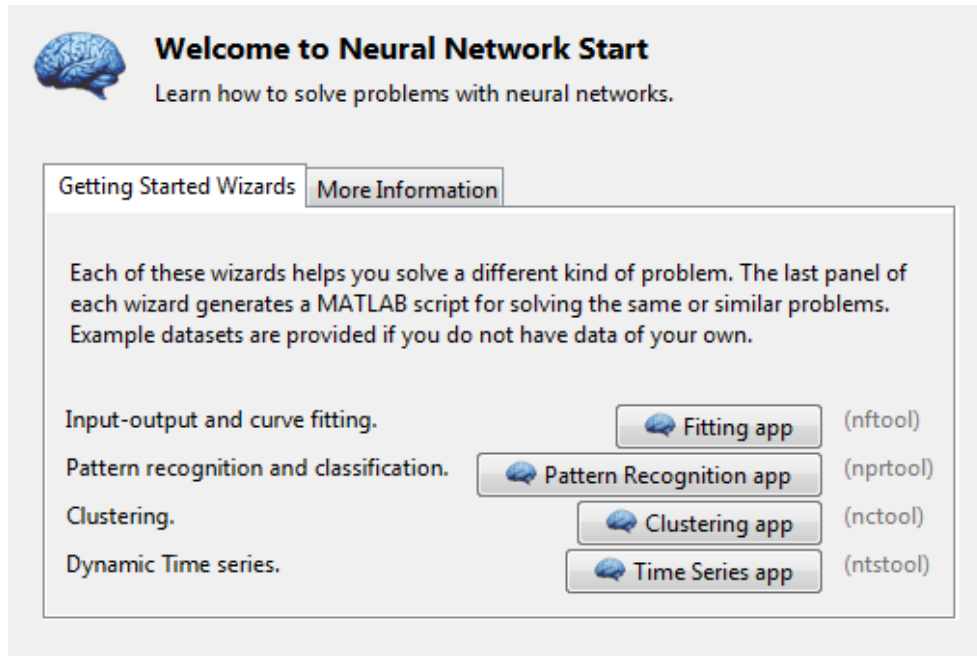 Welcome to Neural Network Start
Learn how to solve problems with neural networks.
Getting Started Wizards
More Information
Each of these wizards helps you solve a different kind of problem. The last panel of
each wizard generates a MATLAB script for solving the same or similar problems.
Example datasets are provided if you do not have data of your own.
Input-output and curve fitting. Fitting app (nftool)
Pattern recognition and classification. Pattern Recognition app (nprtool)
Clustering. Clustering app (nctool)
Dynamic Time series. Time Series app (ntstool)